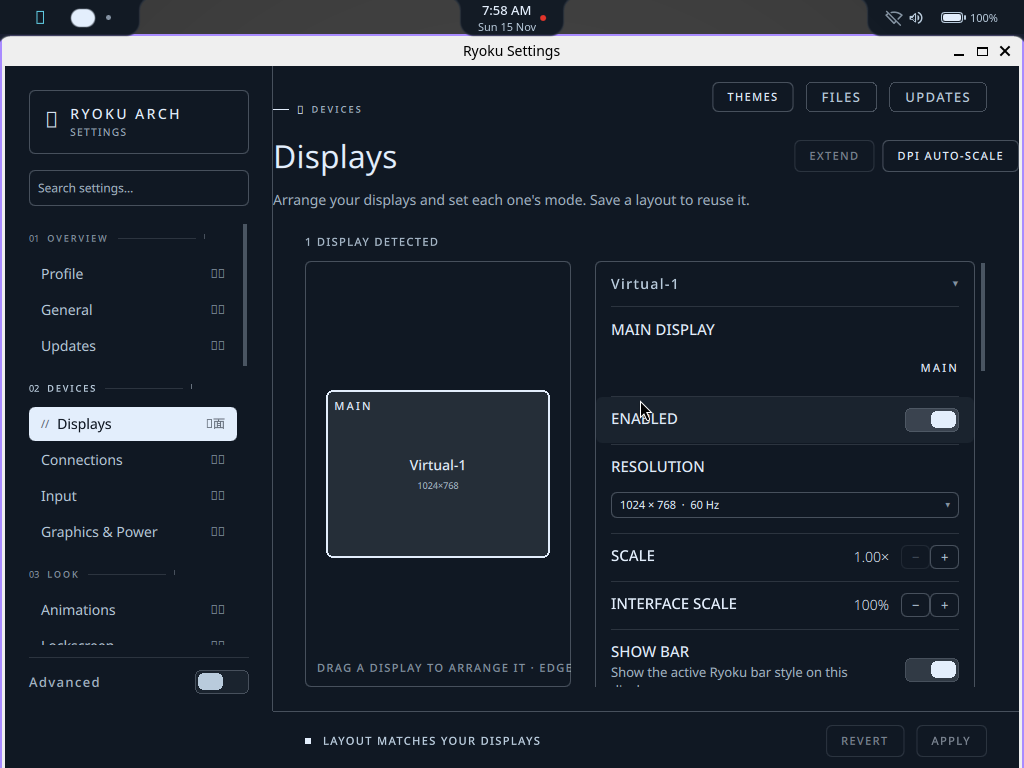 7:58 AM
Sun 15 Nov
100%
Ryoku Settings
RYOKU ARCH
SETTINGS
Search settings...
01 OVERVIEW
Profile
General
Updates
02 DEVICES
// Displays 面
Connections
Input
Graphics & Power
03 LOOK
Animations
Lockscreen
Advanced
DEVICES
THEMES
FILES
UPDATES
Displays
EXTEND
DPI AUTO-SCALE
Arrange your displays and set each one's mode. Save a layout to reuse it.
1 DISPLAY DETECTED
MAIN
Virtual-1
1024×768
DRAG A DISPLAY TO ARRANGE IT · EDGE
Virtual-1
MAIN DISPLAY
MAIN
ENABLED
RESOLUTION
1024 × 768 · 60 Hz
SCALE
1.00×
− +
INTERFACE SCALE
100%
− +
SHOW BAR
Show the active Ryoku bar style on this
LAYOUT MATCHES YOUR DISPLAYS
REVERT
APPLY